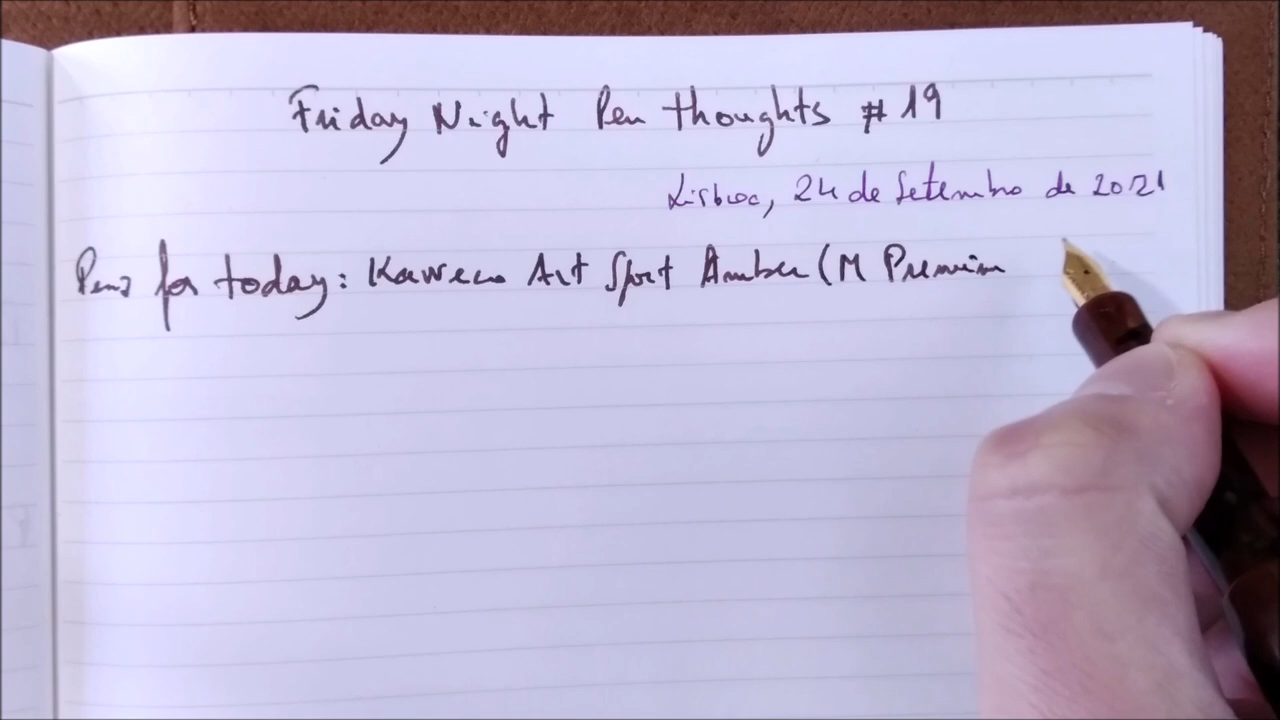 Friday Night Pen thoughts #19
Lisboa, 24 de Setembro de 2021
Pens for today: Kaweco Art Sport Amber (M Premium